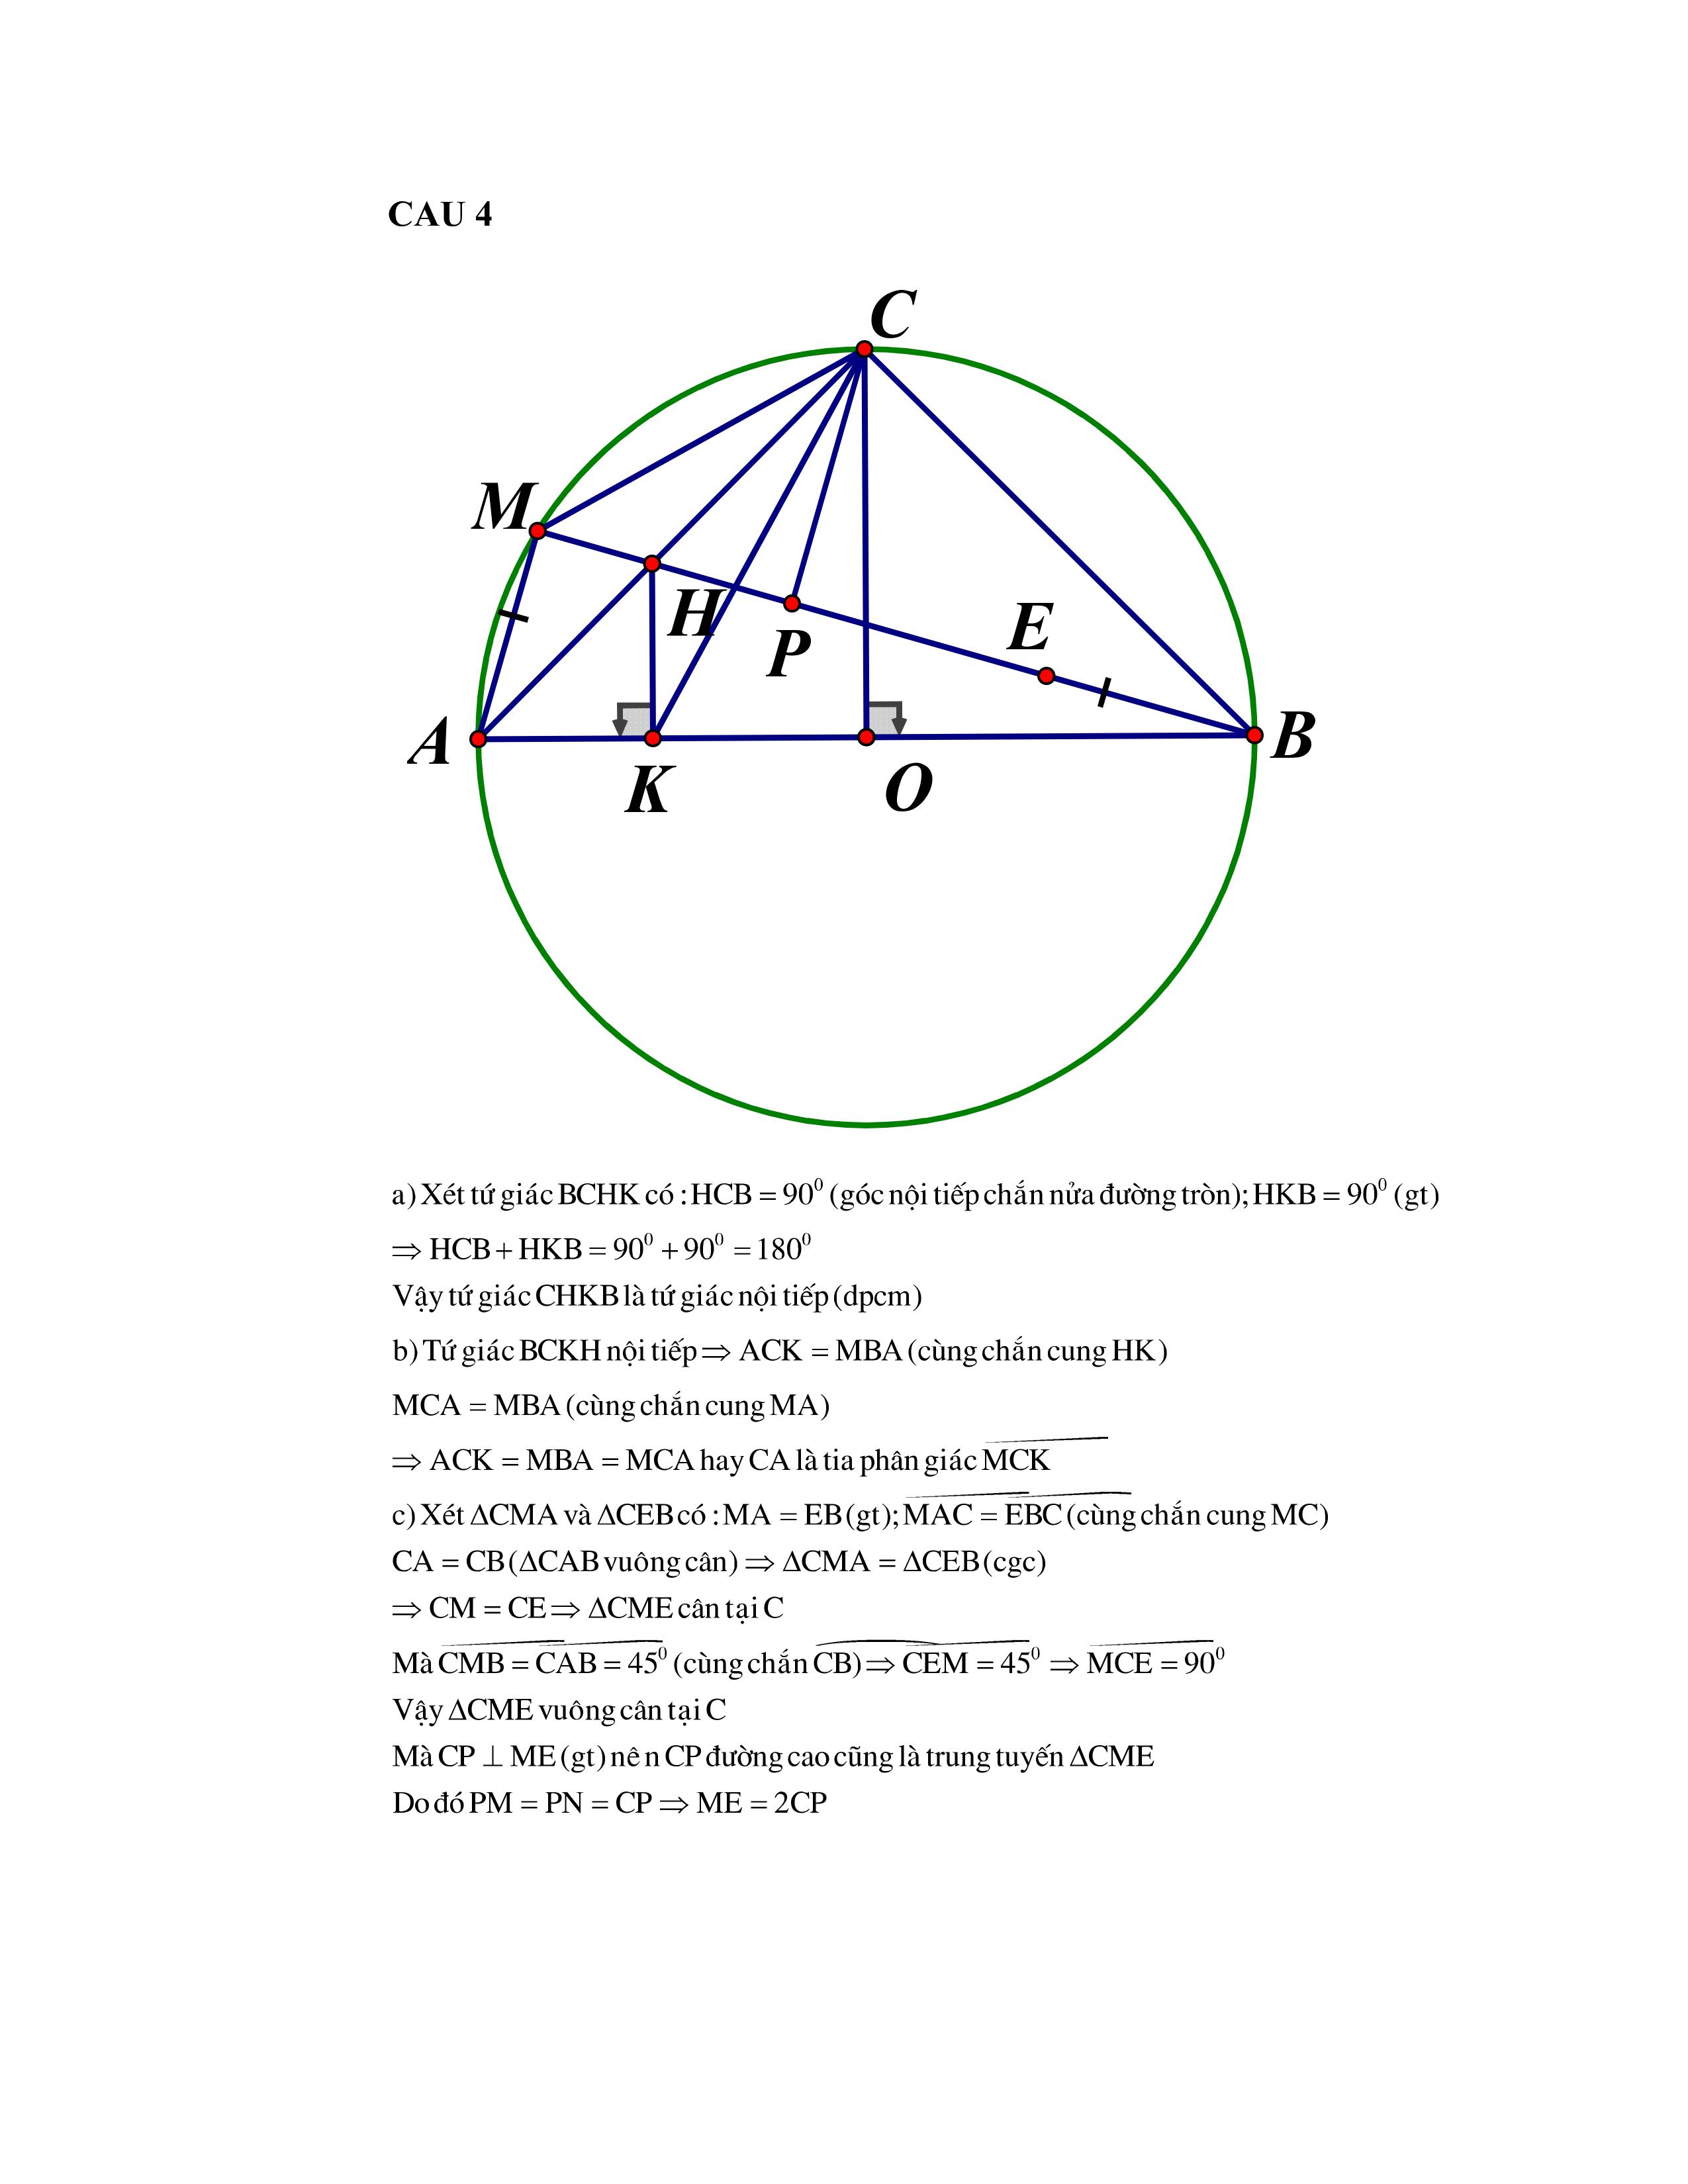 CAU 4
C
M
H
P
E
A
B
K
O
a) Xét tứ giác BCHK có : HCB = 90⁰ (góc nội tiếp chắn nửa đường tròn); HKB = 90⁰ (gt)
⇒ HCB + HKB = 90⁰ + 90⁰ = 180⁰
Vậy tứ giác CHKB là tứ giác nội tiếp (dpcm)
b) Tứ giác BCKH nội tiếp ⇒ ACK = MBA (cùng chắn cung HK)
MCA = MBA (cùng chắn cung MA)
⇒ ACK = MBA = MCA hay CA là tia phân giác MCK
c) Xét ΔCMA và ΔCEB có : MA = EB (gt); MAC = EBC (cùng chắn cung MC)
CA = CB (ΔCAB vuông cân) ⇒ ΔCMA = ΔCEB (cgc)
⇒ CM = CE ⇒ ΔCME cân tại C
Mà CMB = CAB = 45⁰ (cùng chắn CB) ⇒ CEM = 45⁰ ⇒ MCE = 90⁰
Vậy ΔCME vuông cân tại C
Mà CP ⊥ ME (gt) nê n CP đường cao cũng là trung tuyến ΔCME
Do đó PM = PN = CP ⇒ ME = 2CP